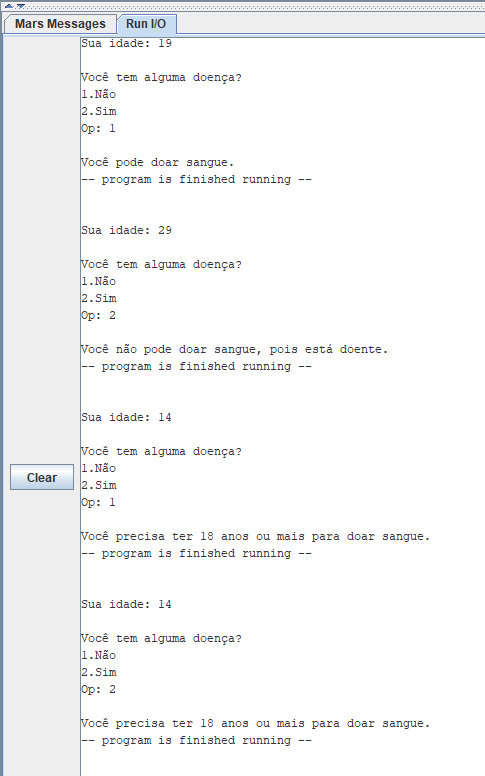 Mars Messages Run I/O
Sua idade: 19
Você tem alguma doença?
1.Não
2.Sim
Op: 1
Você pode doar sangue.
-- program is finished running --
Sua idade: 29
Você tem alguma doença?
1.Não
2.Sim
Op: 2
Você não pode doar sangue, pois está doente.
-- program is finished running --
Sua idade: 14
Você tem alguma doença?
1.Não
2.Sim
Op: 1
Você precisa ter 18 anos ou mais para doar sangue.
-- program is finished running --
Sua idade: 14
Você tem alguma doença?
1.Não
2.Sim
Op: 2
Você precisa ter 18 anos ou mais para doar sangue.
-- program is finished running --
Clear